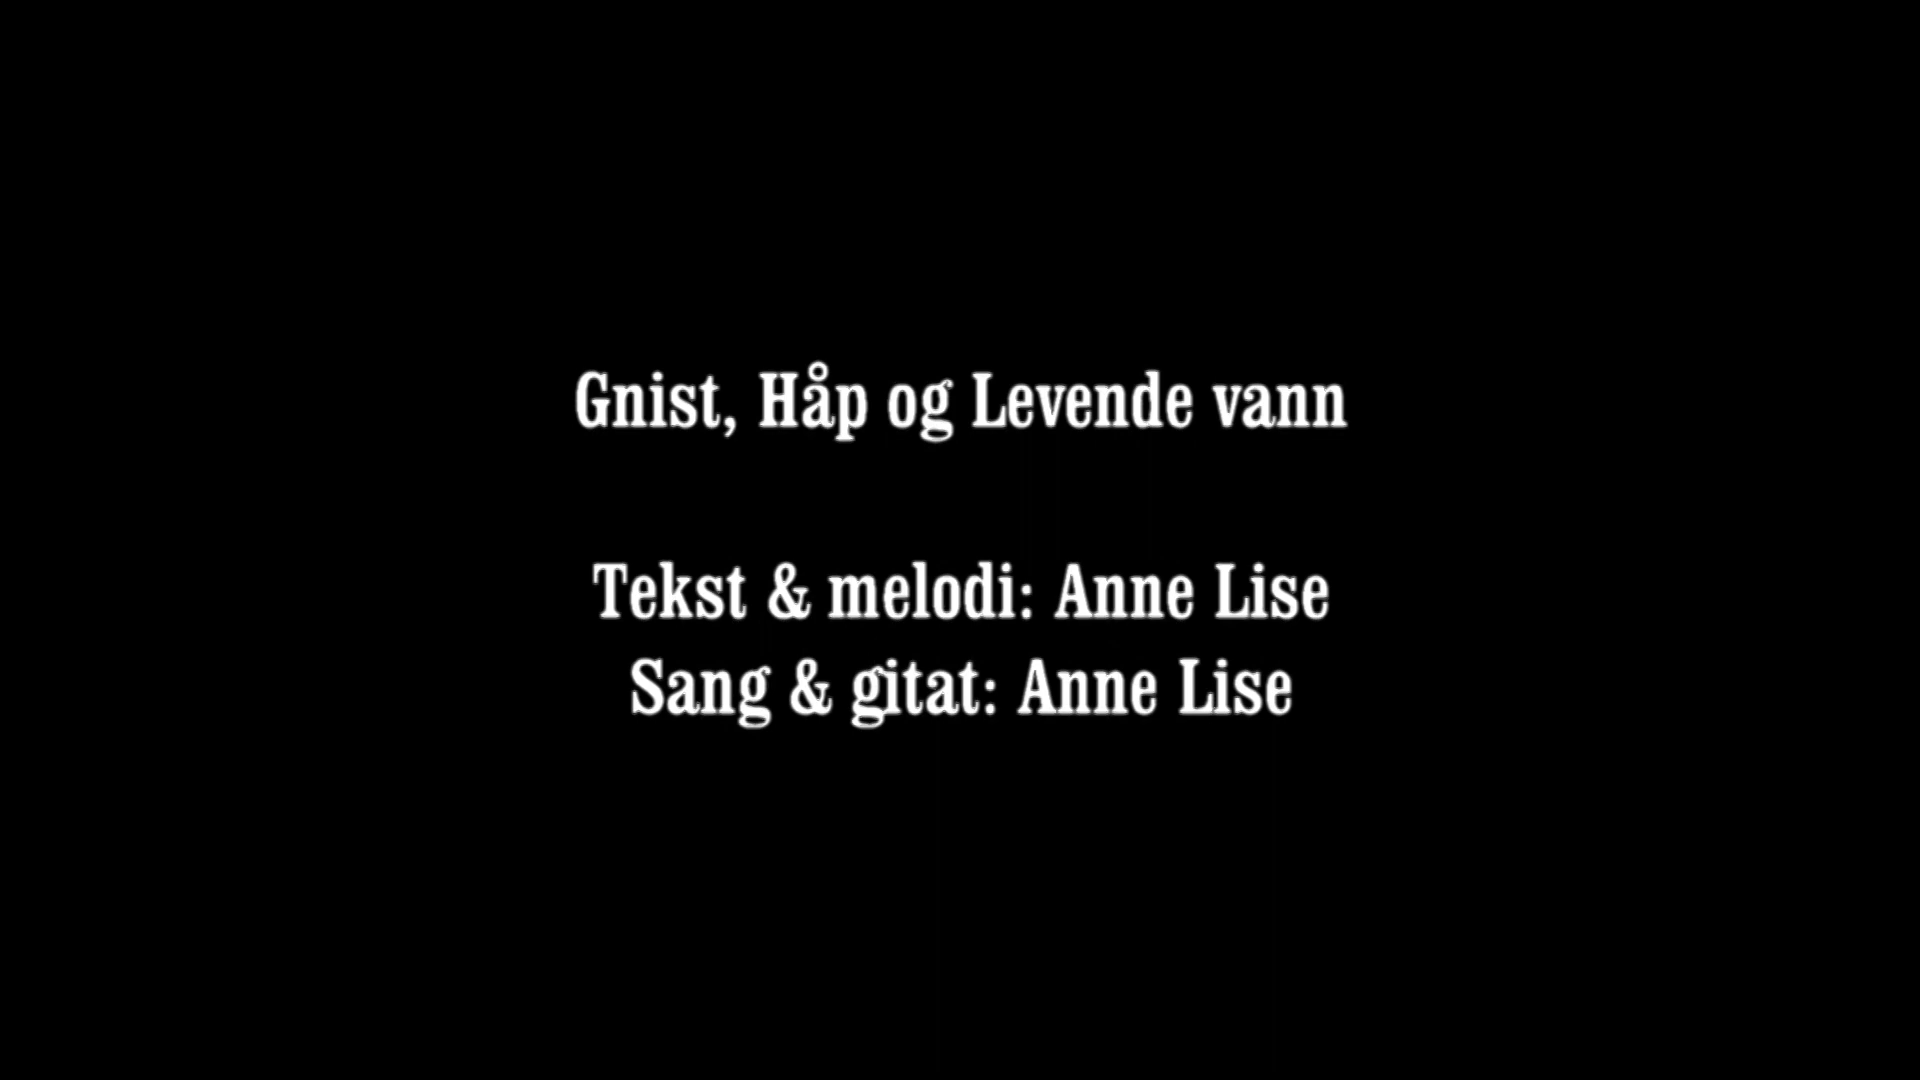 Gnist, Håp og Levende vann
Tekst & melodi: Anne Lise
Sang & gitat: Anne Lise